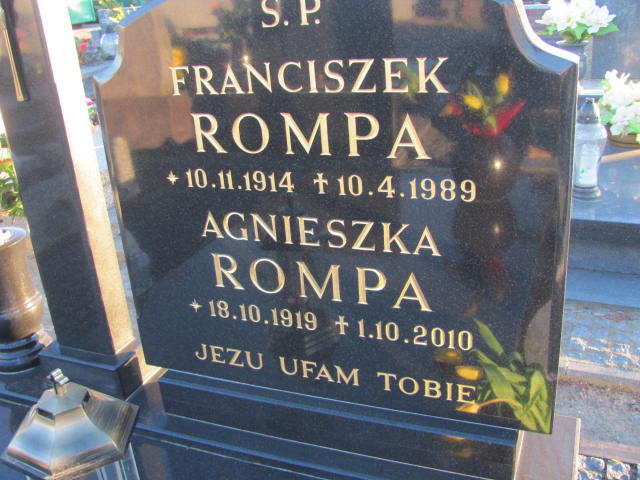 S.P.
FRANCISZEK
ROMPA
* 10.11.1914 ✝ 10.4.1989
AGNIESZKA
ROMPA
* 18.10.1919 ✝ 1.10.2010
JEZU UFAM TOBIE